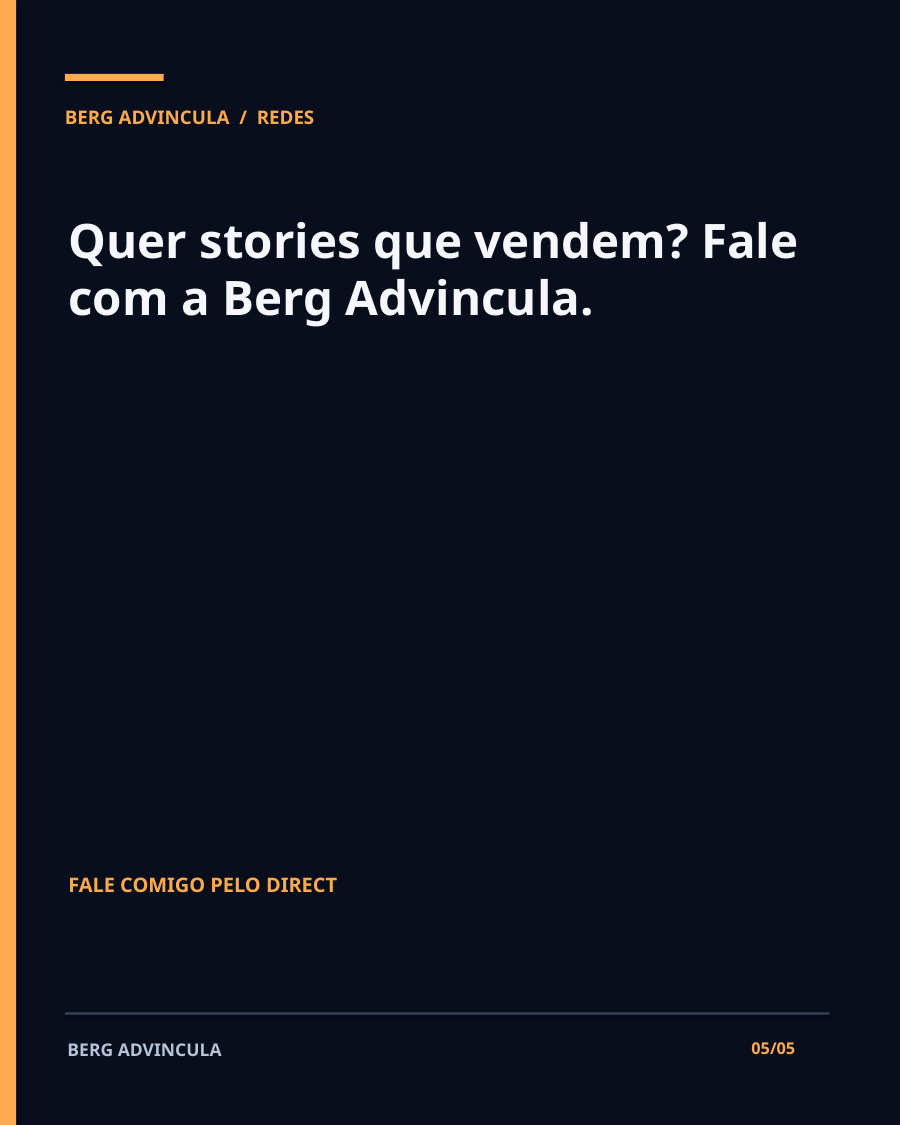 BERG ADVINCULA / REDES
Quer stories que vendem? Fale
com a Berg Advincula.
FALE COMIGO PELO DIRECT
BERG ADVINCULA
05/05